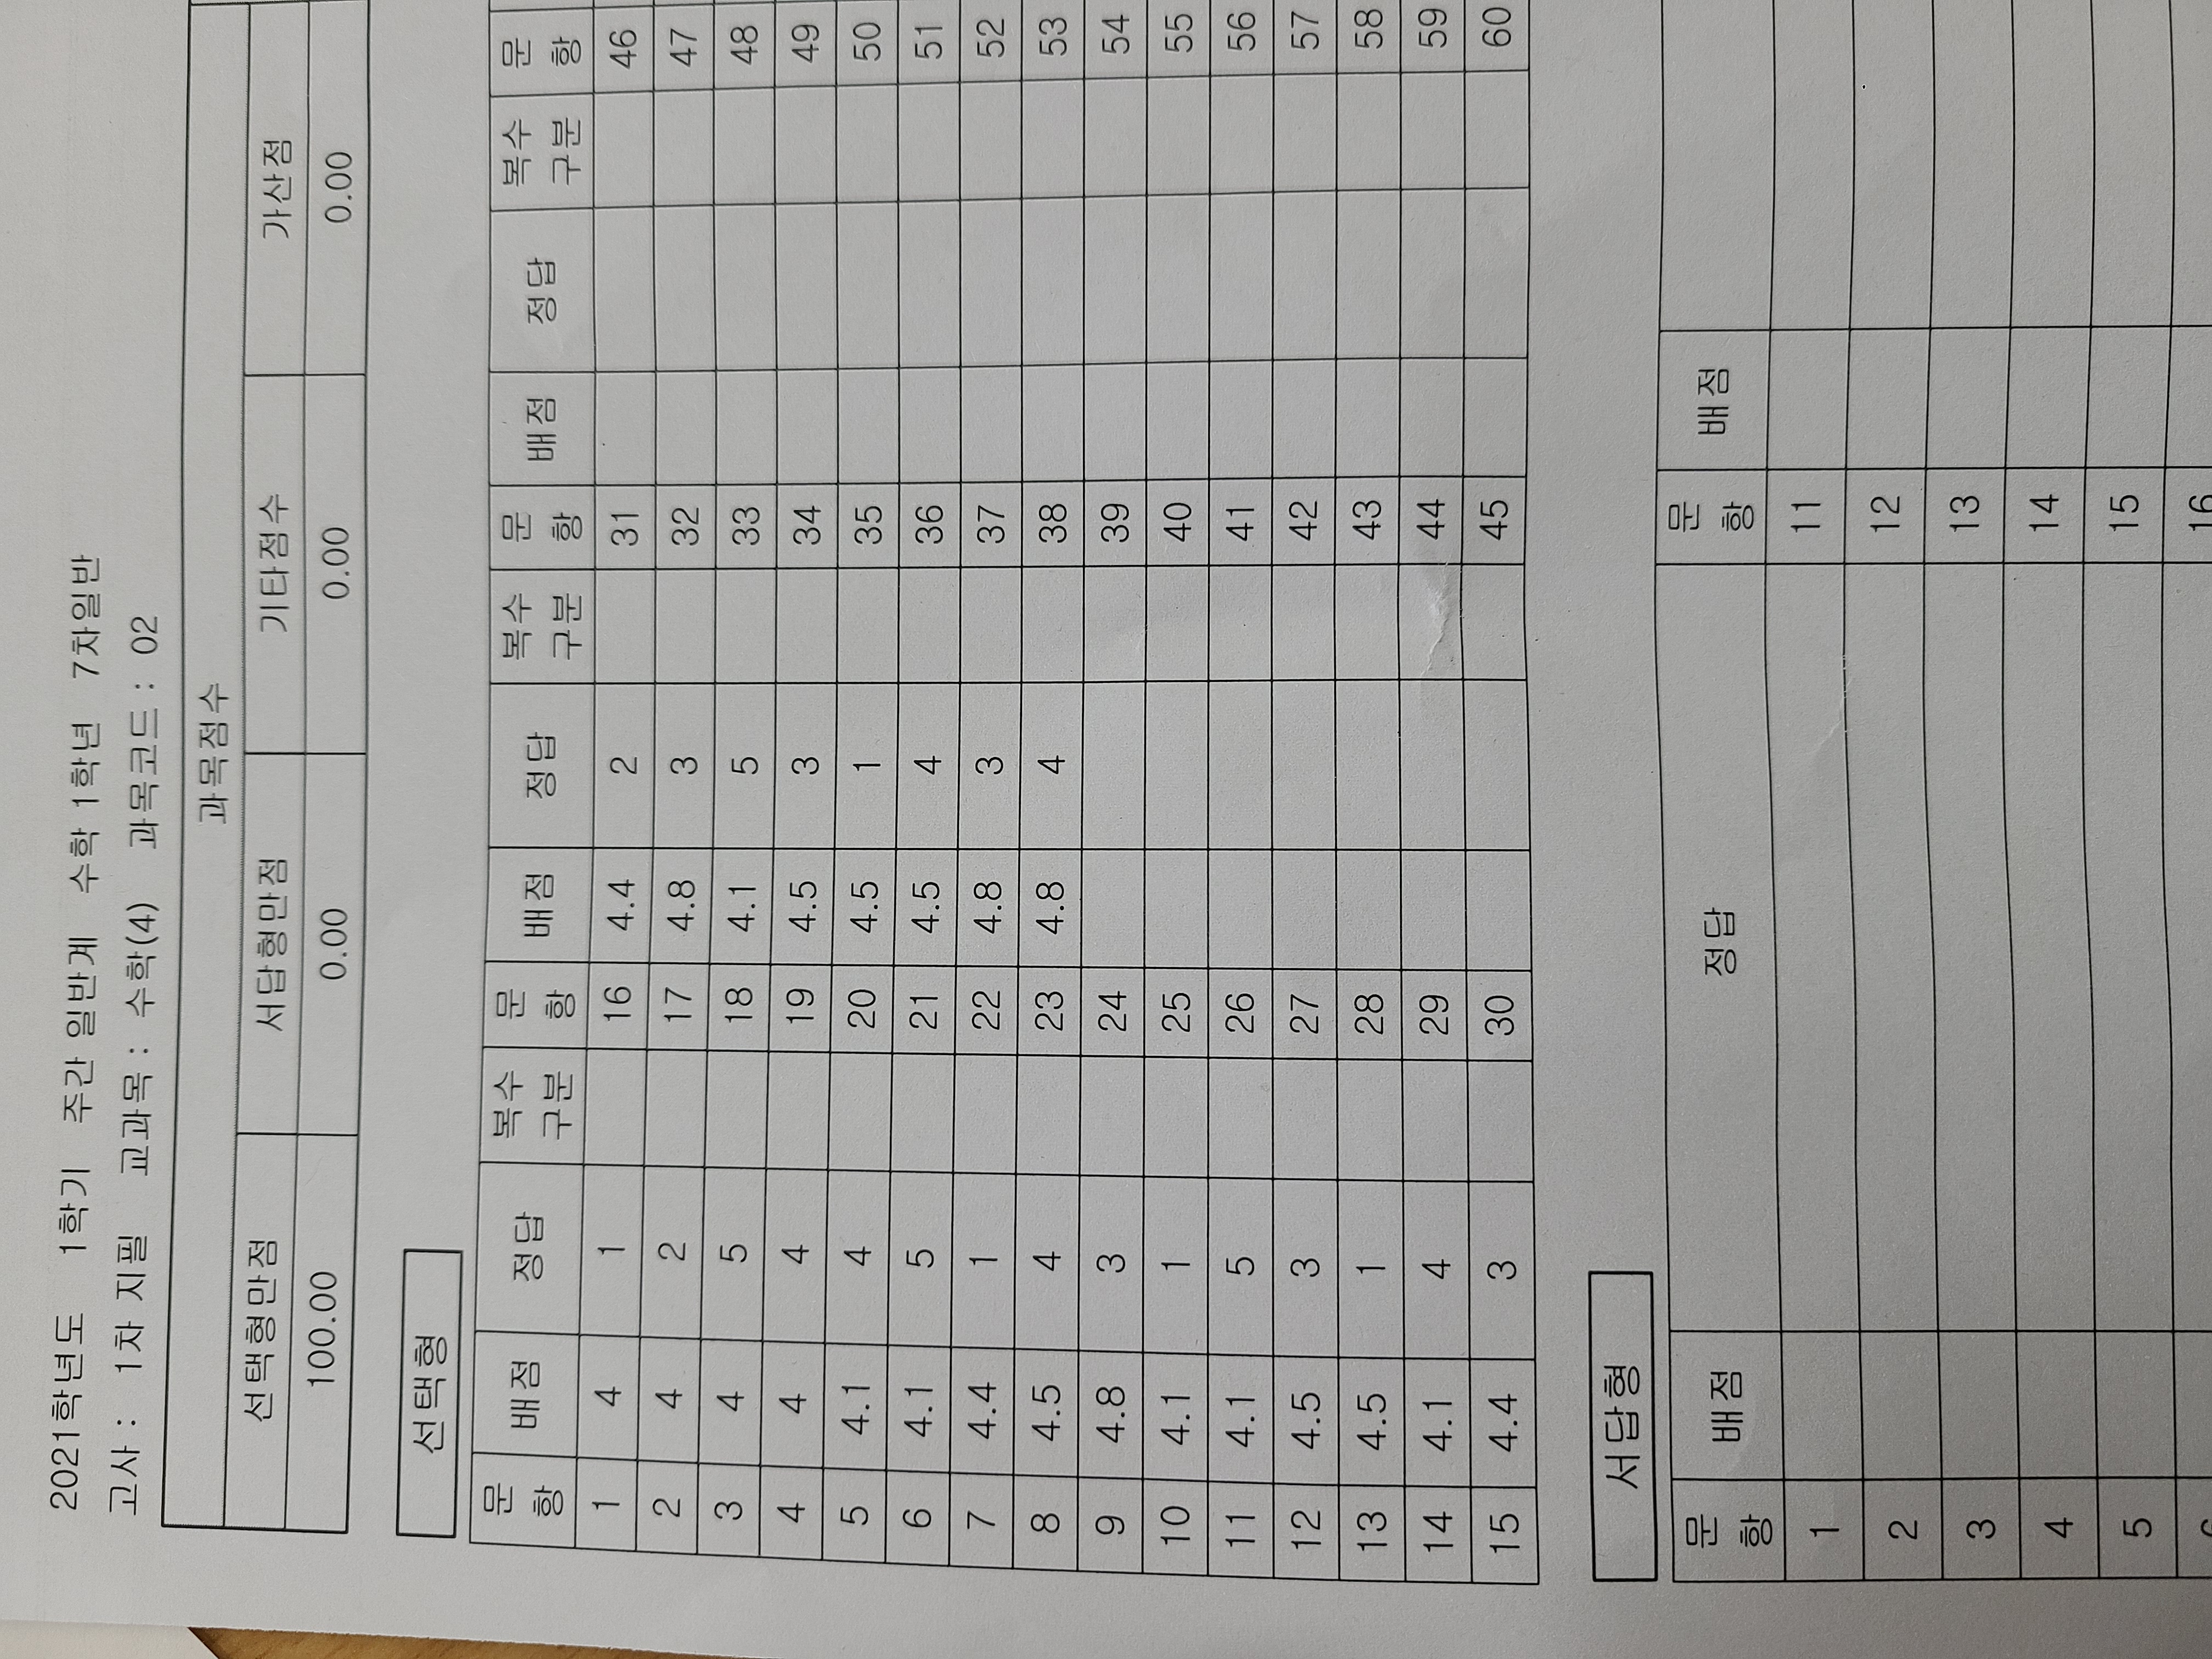 2021학년도 1학기 주간 일반계 수학 1학년 7차일반
고사 : 1차 지필 교과목 : 수학(4) 과목코드 : 02
과목점수
선택형만점 서답형만점 기타점수 가산점
100.00 0.00 0.00 0.00
선택형
문항 배점 정답 복수구분 문항 배점 정답 복수구분 문항 배점 정답 복수구분 문항
1 4 1 16 4.4 2 31 46
2 4 2 17 4.8 3 32 47
3 4 5 18 4.1 5 33 48
4 4 4 19 4.5 3 34 49
5 4.1 4 20 4.5 1 35 50
6 4.1 5 21 4.5 4 36 51
7 4.4 1 22 4.8 3 37 52
8 4.5 4 23 4.8 4 38 53
9 4.8 3 24 39 54
10 4.1 1 25 40 55
11 4.1 5 26 41 56
12 4.5 3 27 42 57
13 4.5 1 28 43 58
14 4.1 4 29 44 59
15 4.4 3 30 45 60
서답형
문항 배점 정답 문항 배점
1 11
2 12
3 13
4 14
5 15
16